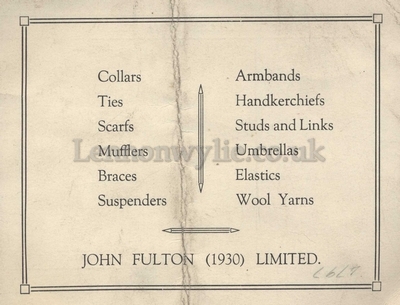 Collars
Ties
Scarfs
Mufflers
Braces
Suspenders
Armbands
Handkerchiefs
Studs and Links
Umbrellas
Elastics
Wool Yarns
Lennonwylie.co.uk
JOHN FULTON (1930) LIMITED.